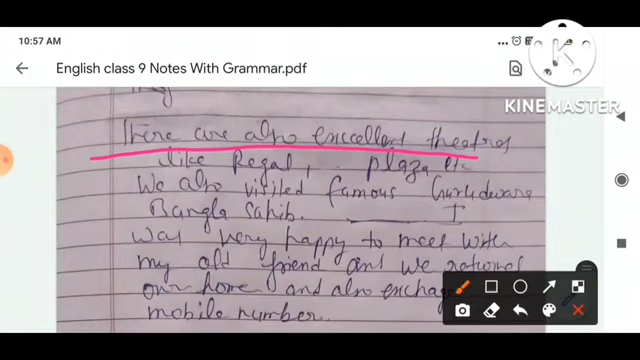 10:57 AM
English class 9 Notes With Grammar.pdf
KINEMASTER
There are also excellent theatres
like Regal, plaza etc
We also visited famous Gurudwara
Bangla Sahib. I
was very happy to meet with
my old friend and we returned
our home and also
mobile number.